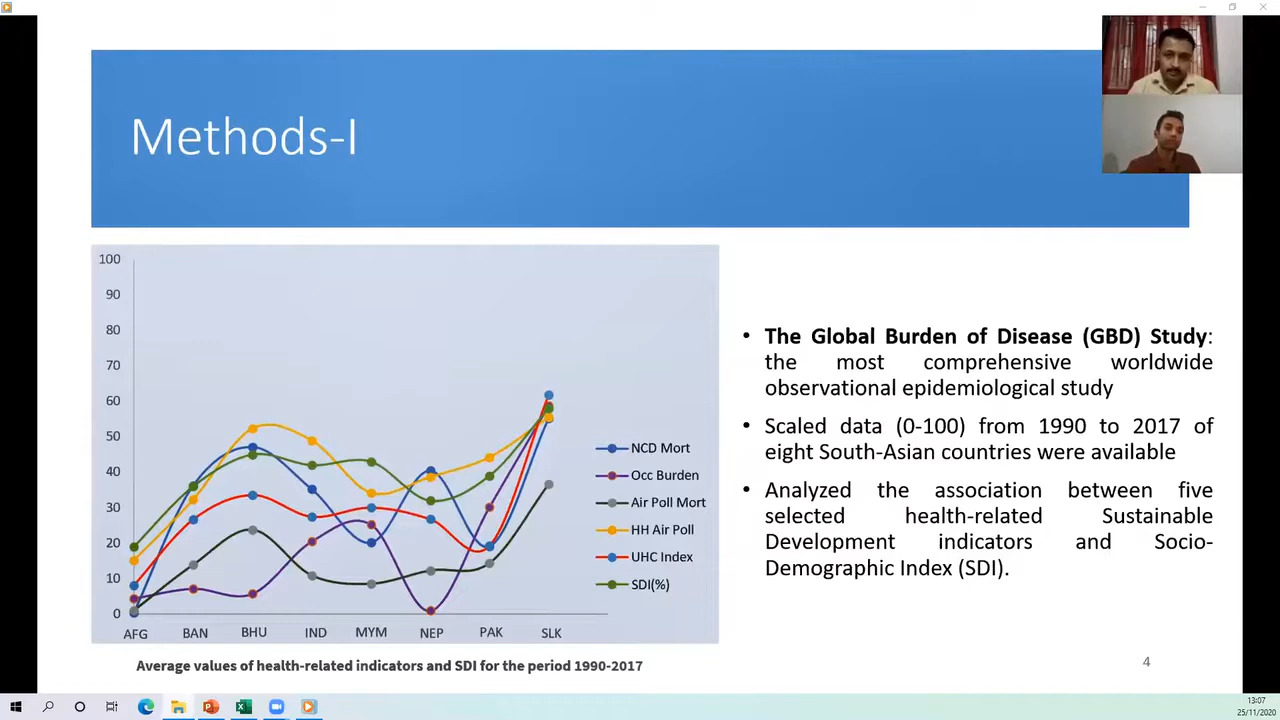 Methods-I
100
90
80
70
60
50
40
30
20
10
0
AFG BAN BHU IND MYM NEP PAK SLK
NCD Mort
Occ Burden
Air Poll Mort
HH Air Poll
UHC Index
SDI(%)
Average values of health-related indicators and SDI for the period 1990-2017
• The Global Burden of Disease (GBD) Study:
the most comprehensive worldwide
observational epidemiological study
• Scaled data (0-100) from 1990 to 2017 of
eight South-Asian countries were available
• Analyzed the association between five
selected health-related Sustainable
Development indicators and Socio-
Demographic Index (SDI).
4
13:07
25/11/2020